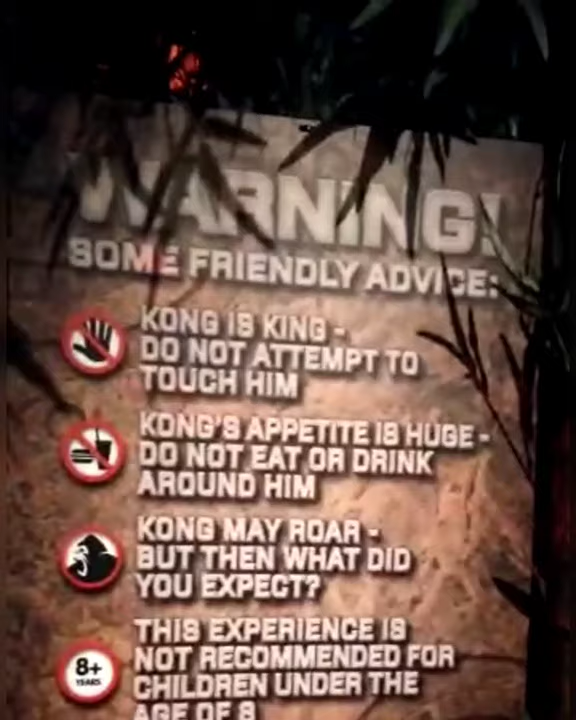 WARNING!
SOME FRIENDLY ADVICE:
KONG IS KING -
DO NOT ATTEMPT TO
TOUCH HIM
KONG'S APPETITE IS HUGE -
DO NOT EAT OR DRINK
AROUND HIM
KONG MAY ROAR -
BUT THEN WHAT DID
YOU EXPECT?
8+
YEARS
THIS EXPERIENCE IS
NOT RECOMMENDED FOR
CHILDREN UNDER THE
AGE OF 8